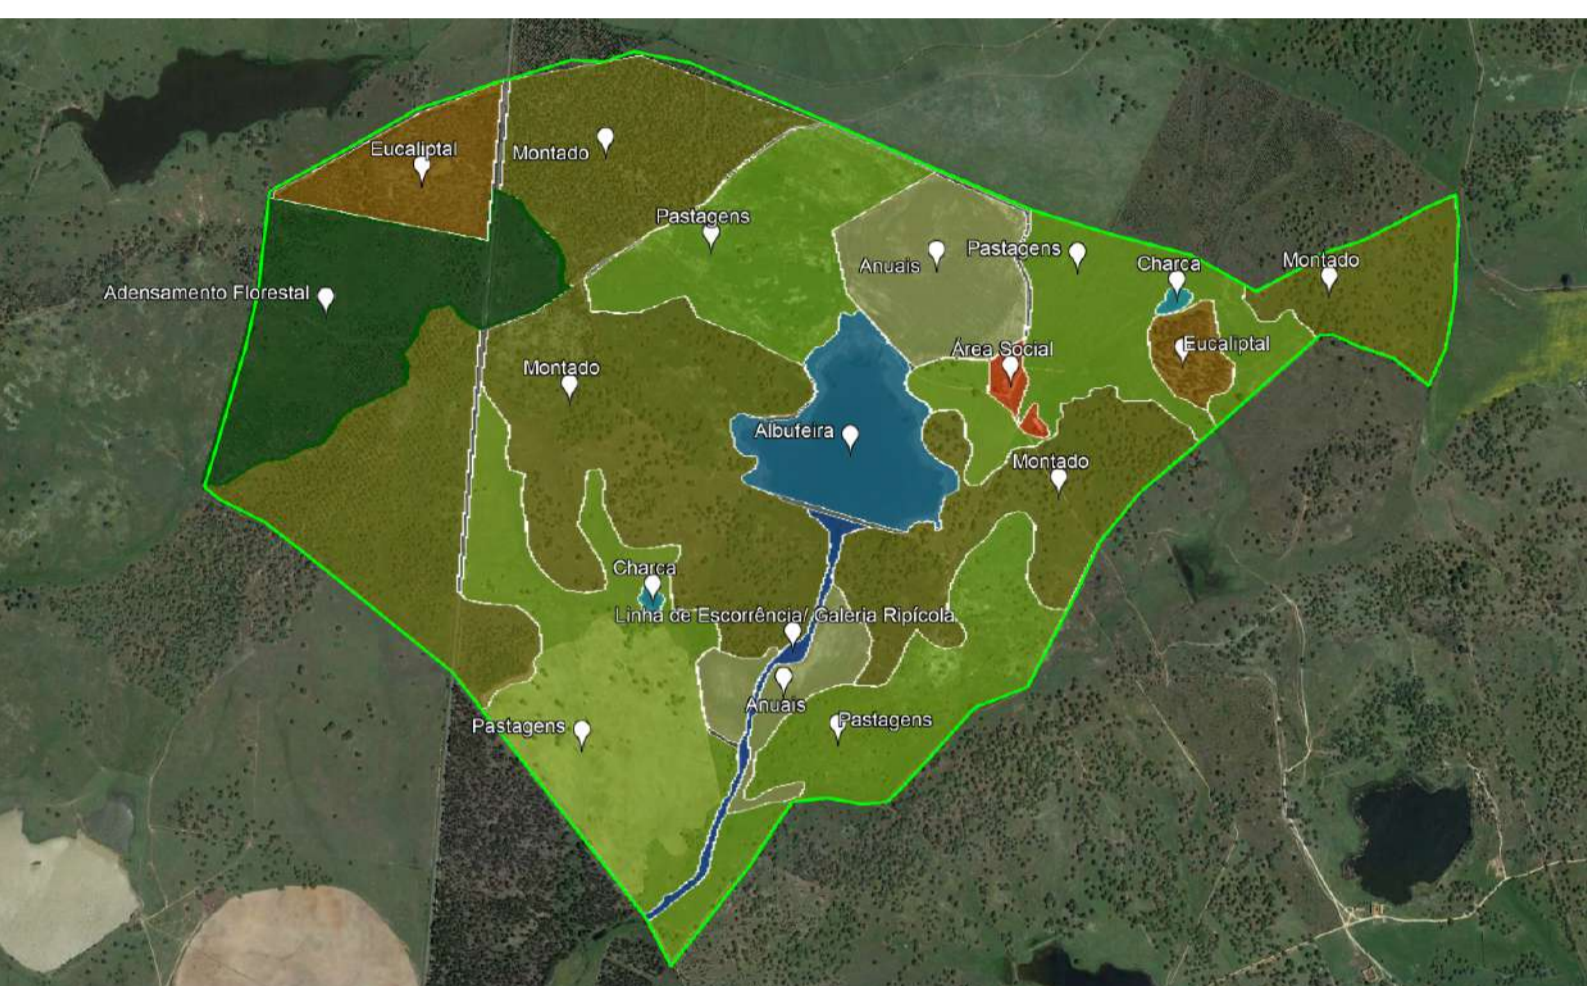 Eucaliptal
Montado
Pastagens
Anuais
Pastagens
Charca
Montado
Adensamento Florestal
Área Social
Eucaliptal
Montado
Albufeira
Montado
Charca
Linha de Escorrência/ Galeria Ripícola
Anuais
Pastagens
Pastagens